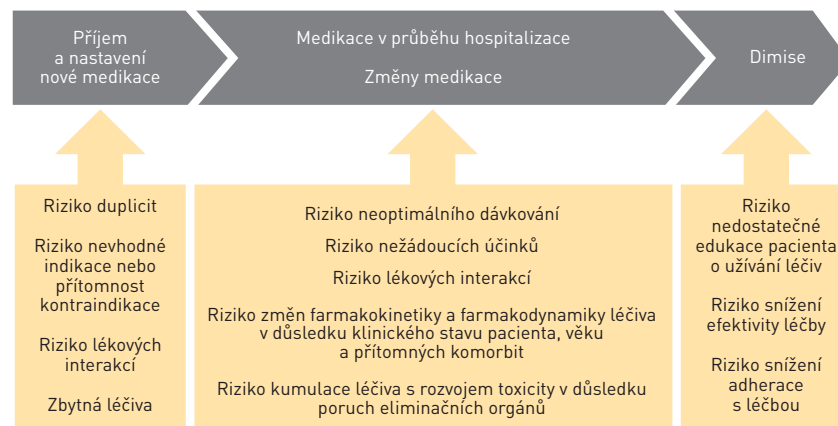 Příjem
a nastavení
nové medikace
Medikace v průběhu hospitalizace
Změny medikace
Dimise
Riziko duplicit
Riziko nevhodné
indikace nebo
přítomnost
kontraindikace
Riziko lékových
interakcí
Zbytná léčiva
Riziko neoptimálního dávkování
Riziko nežádoucích účinků
Riziko lékových interakcí
Riziko změn farmakokinetiky a farmakodynamiky léčiva
v důsledku klinického stavu pacienta, věku
a přítomných komorbit
Riziko kumulace léčiva s rozvojem toxicity v důsledku
poruch eliminačních orgánů
Riziko
nedostatečné
edukace pacienta
o užívání léčiv
Riziko snížení
efektivity léčby
Riziko snížení
adherace
s léčbou